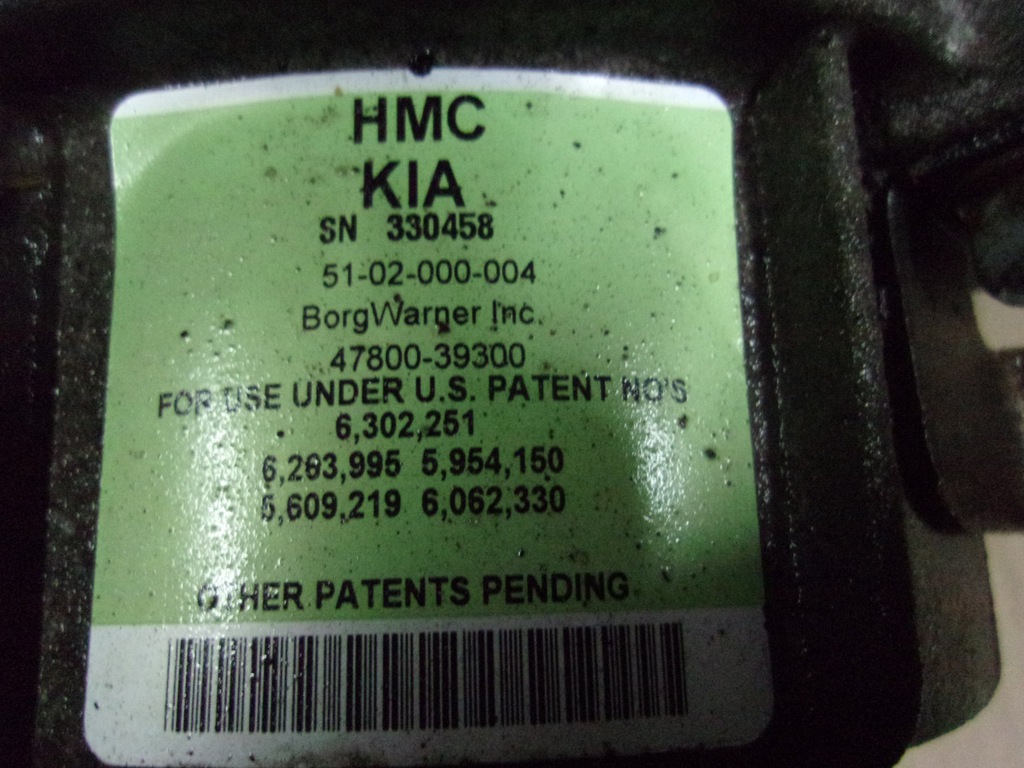 HMC
KIA
SN 330458
51-02-000-004
BorgWarner Inc.
47800-39300
FOR USE UNDER U.S. PATENT NO'S
6,302,251
6,283,995 5,954,150
5,609,219 6,062,330
OTHER PATENTS PENDING